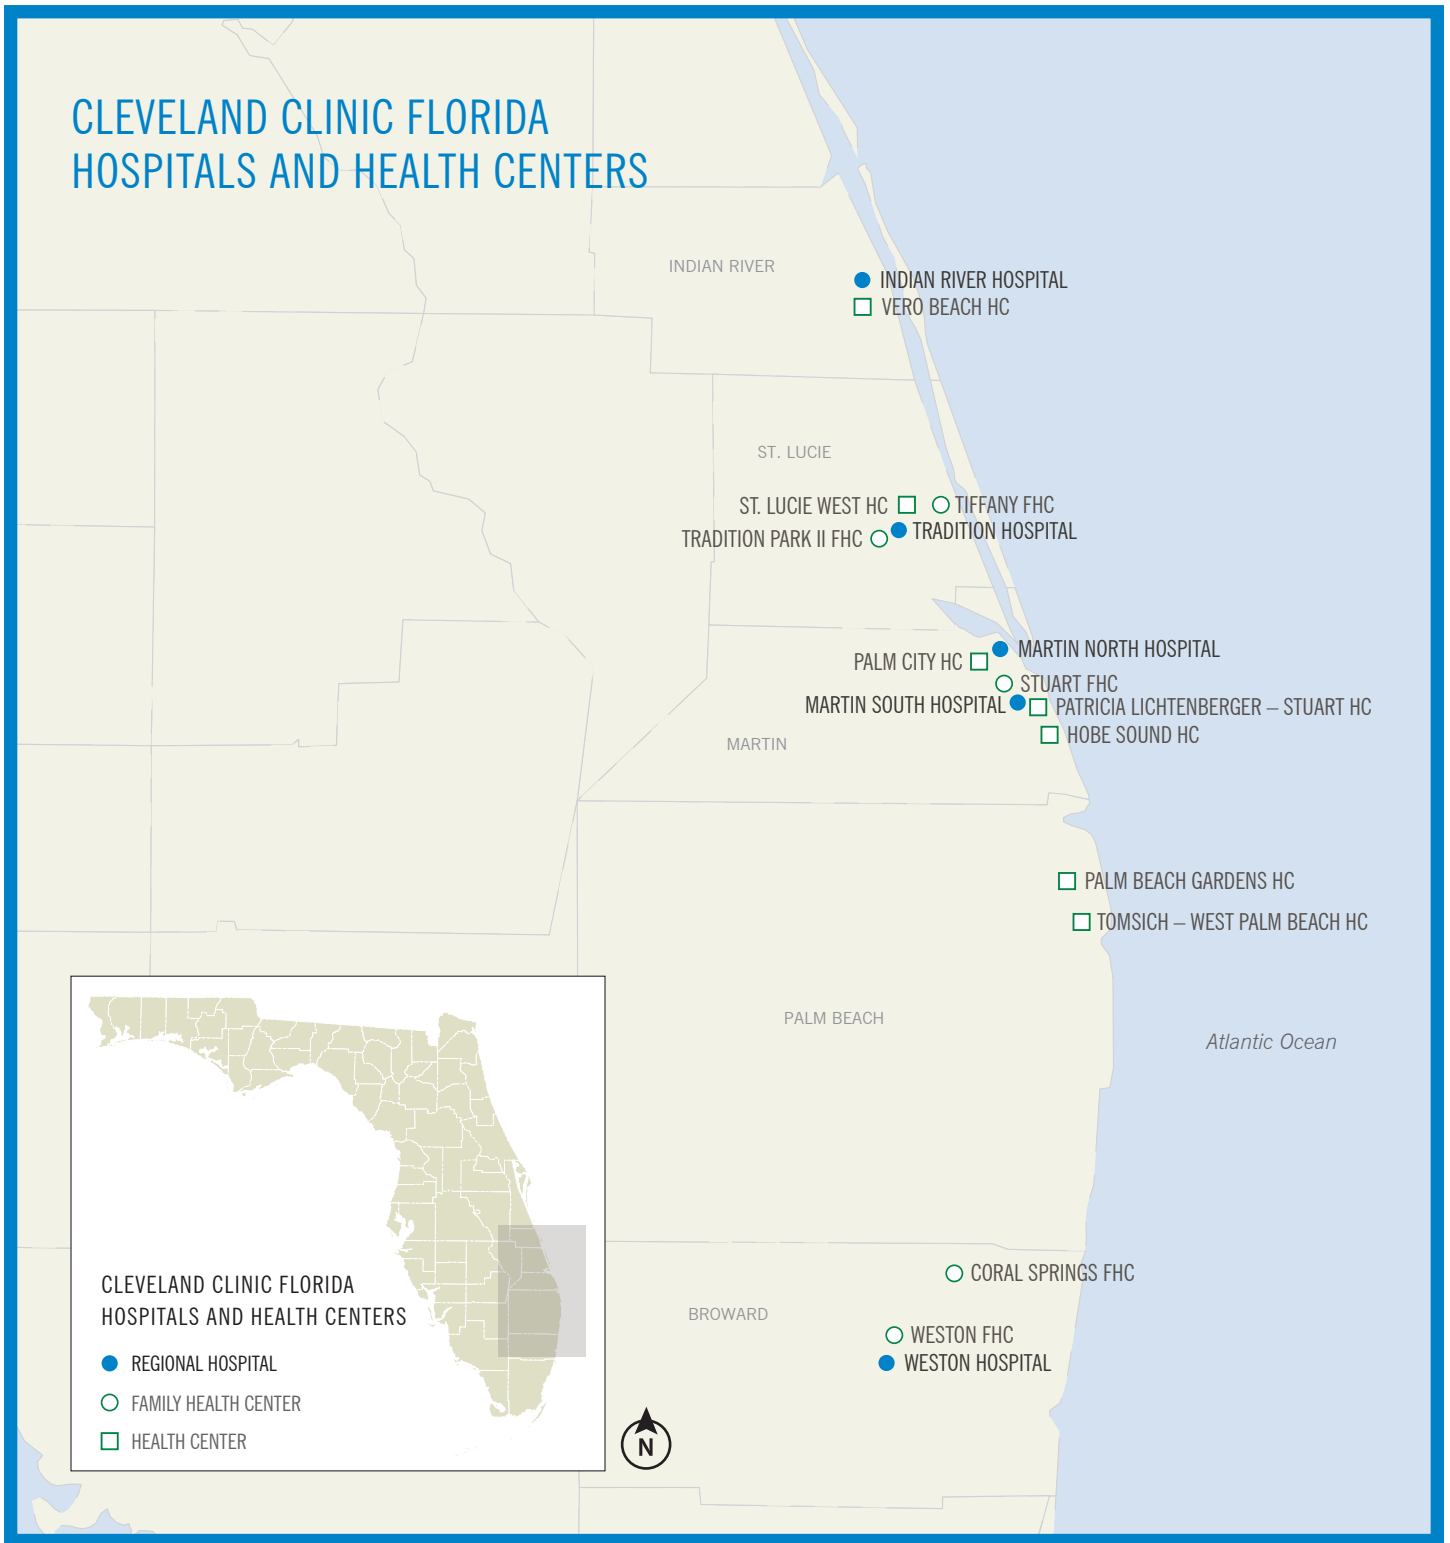 CLEVELAND CLINIC FLORIDA
HOSPITALS AND HEALTH CENTERS
INDIAN RIVER
INDIAN RIVER HOSPITAL
VERO BEACH HC
ST. LUCIE
ST. LUCIE WEST HC
TIFFANY FHC
TRADITION HOSPITAL
TRADITION PARK II FHC
MARTIN NORTH HOSPITAL
PALM CITY HC
STUART FHC
MARTIN SOUTH HOSPITAL
PATRICIA LICHTENBERGER – STUART HC
HOBE SOUND HC
MARTIN
PALM BEACH GARDENS HC
TOMSICH – WEST PALM BEACH HC
PALM BEACH
Atlantic Ocean
CORAL SPRINGS FHC
BROWARD
WESTON FHC
WESTON HOSPITAL
CLEVELAND CLINIC FLORIDA
HOSPITALS AND HEALTH CENTERS
REGIONAL HOSPITAL
FAMILY HEALTH CENTER
HEALTH CENTER
N